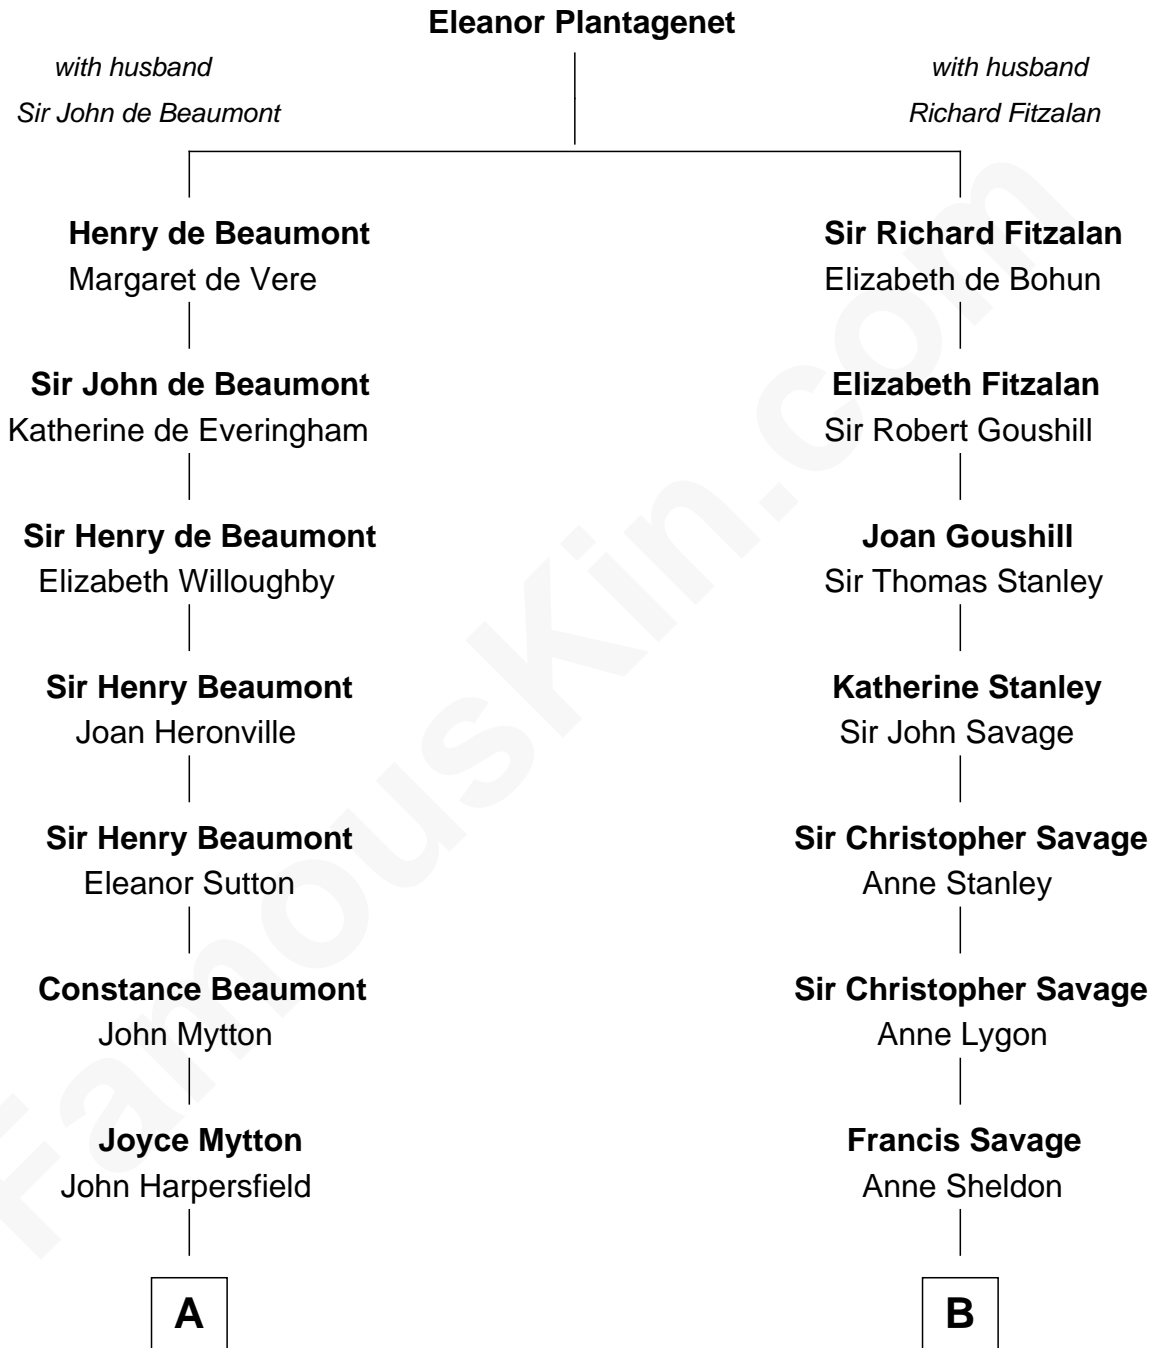 Eleanor Plantagenet
with husband
Sir John de Beaumont
with husband
Richard Fitzalan
Henry de Beaumont
Margaret de Vere
Sir John de Beaumont
Katherine de Everingham
Sir Henry de Beaumont
Elizabeth Willoughby
Sir Henry Beaumont
Joan Heronville
Sir Henry Beaumont
Eleanor Sutton
Constance Beaumont
John Mytton
Joyce Mytton
John Harpersfield
A
Sir Richard Fitzalan
Elizabeth de Bohun
Elizabeth Fitzalan
Sir Robert Goushill
Joan Goushill
Sir Thomas Stanley
Katherine Stanley
Sir John Savage
Sir Christopher Savage
Anne Stanley
Sir Christopher Savage
Anne Lygon
Francis Savage
Anne Sheldon
B
FamousKin.com